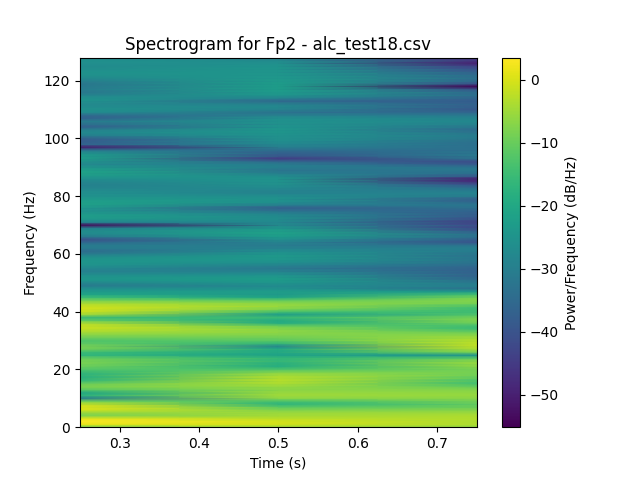 Spectrogram for Fp2 - alc_test18.csv
Frequency (Hz)
120
100
80
60
40
20
0
0.3 0.4 0.5 0.6 0.7
Time (s)
0
−10
−20
−30
−40
−50
Power/Frequency (dB/Hz)